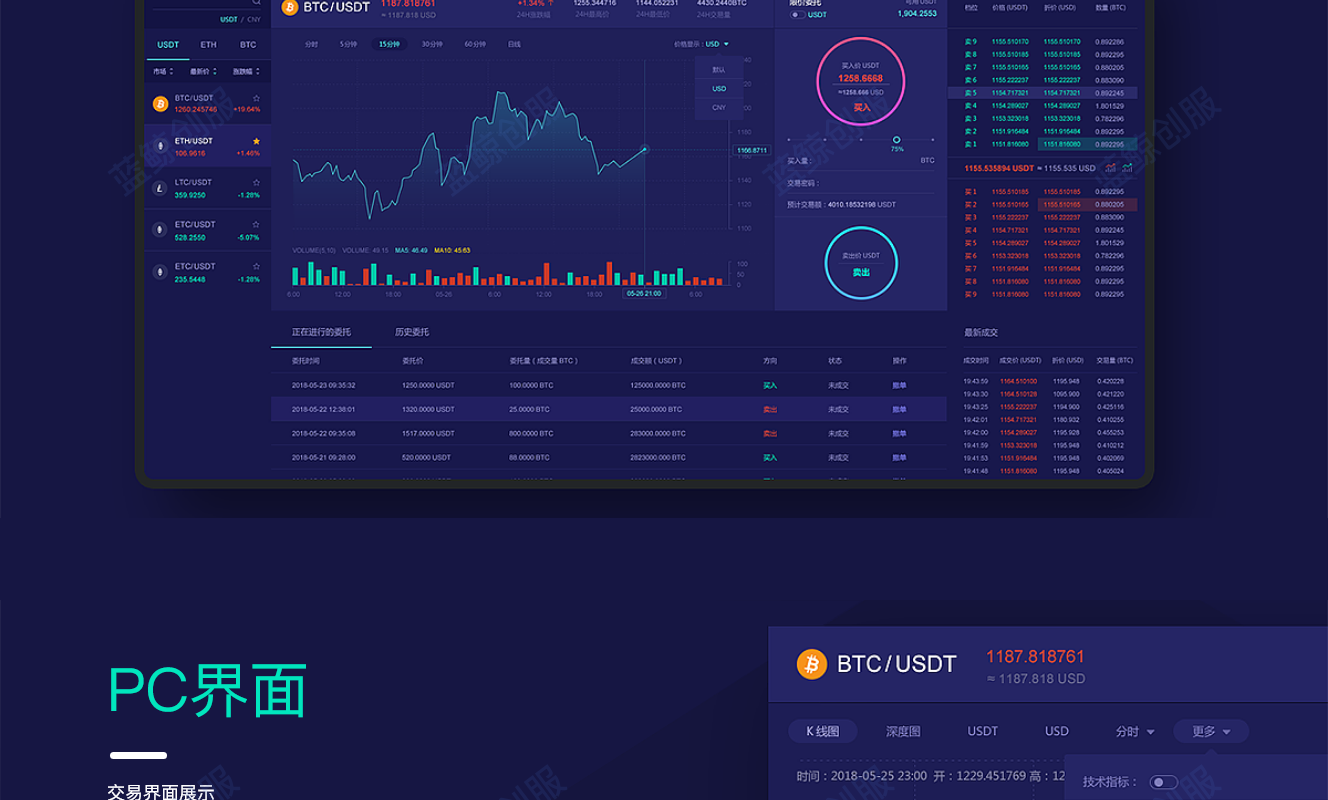 BTC/USDT
1187.818761
≈ 1187.818 USD
+1.34%
24H涨跌幅
1255.344716
24H最高价
1144.052231
24H最低价
4430.2440BTC
24H交易量
USDT
1,904.2553
档位 价格 (USDT) 折价 (USD) 数量 (BTC)
USDT / CNY
USDT ETH BTC
市场 最新价 涨跌幅
BTC/USDT
1260.245746 +19.64%
ETH/USDT
106.9616 +1.46%
LTC/USDT
359.9250 -1.28%
ETC/USDT
528.2550 -5.07%
ETC/USDT
235.5448 -1.28%
分时 5分钟 15分钟 30分钟 60分钟 日线
价格显示：USD
默认
USD
CNY
1180
1166.8711
1140
1120
1100
VOLUME(5,10) VOLUME: 49.15 MA5: 46.49 MA10: 45.63
100
50
0
6:00 12:00 18:00 05-26 6:00 12:00 18:00 05-26 21:00 6:00
买入价 USDT
1258.6668
≈1258.666 USD
买入
75%
买入量： BTC
交易密码：
预计交易额：4010.18532198 USDT
卖出价 USDT
卖出
卖 9 1155.510170 1155.510170 0.892286
卖 8 1155.510185 1155.510185 0.892295
卖 7 1155.510165 1155.510165 0.880205
卖 6 1155.222237 1155.222237 0.883090
卖 5 1154.717321 1154.717321 0.892245
卖 4 1154.289027 1154.289027 1.801529
卖 3 1153.323018 1153.323018 0.782296
卖 2 1151.916484 1151.916484 0.892295
卖 1 1151.816080 1151.816080 0.892295
1155.535894 USDT ≈ 1155.535 USD
买 1 1155.510185 1155.510185 0.892295
买 2 1155.510165 1155.510165 0.880205
买 3 1155.222237 1155.222237 0.883090
买 4 1154.717321 1154.717321 0.892245
买 5 1154.289027 1154.289027 1.801529
买 6 1153.323018 1153.323018 0.782296
买 7 1151.916484 1151.916484 0.892295
买 8 1151.816080 1151.816080 0.892295
买 9 1151.816080 1151.816080 0.892295
正在进行的委托 历史委托
委托时间 委托价 委托量 ( 成交量 BTC ) 成交额 ( USDT ) 方向 状态 操作
2018-05-23 09:35:32 1250.0000 USDT 100.0000 BTC 125000.0000 BTC 买入 未成交 撤单
2018-05-22 12:38:01 1320.0000 USDT 25.0000 BTC 25000.0000 BTC 卖出 未成交 撤单
2018-05-22 09:35:08 1517.0000 USDT 800.0000 BTC 283000.0000 BTC 卖出 未成交 撤单
2018-05-21 09:28:00 520.0000 USDT 88.0000 BTC 2823000.000 BTC 买入 未成交 撤单
最新成交
成交时间 成交价 (USDT) 折价 (USD) 交易量 (BTC)
19:43:59 1164.510100 1195.948 0.420228
19:43:30 1164.510128 1095.900 0.421220
19:43:25 1155.222237 1194.900 0.425116
19:42:01 1154.717321 1180.932 0.410255
19:42:00 1154.289027 1195.928 0.455253
19:41:59 1153.323018 1195.948 0.410212
19:41:53 1151.916484 1195.948 0.402069
19:41:48 1151.816080 1195.948 0.405024
蓝鲸创服
PC界面
交易界面展示
BTC/USDT
1187.818761
≈ 1187.818 USD
K 线图 深度图 USDT USD 分时 更多
时间：2018-05-25 23:00 开：1229.451769 高：12
技术指标：